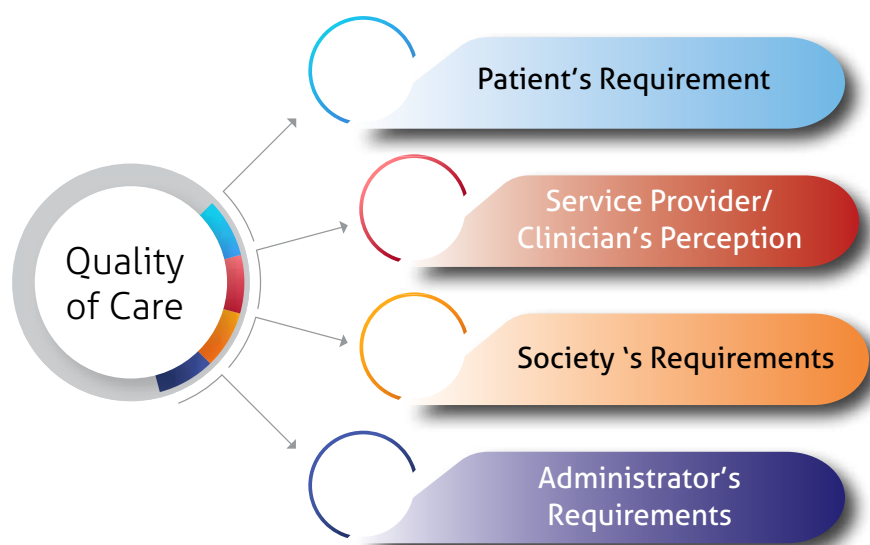 Quality
of Care
Patient's Requirement
Service Provider/
Clinician's Perception
Society ‘s Requirements
Administrator's
Requirements